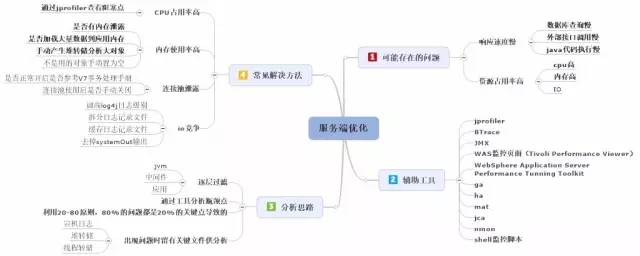 服务端优化
1 可能存在的问题
响应速度慢
数据库查询慢
外部接口调用慢
java代码执行慢
资源占用率高
cpu高
内存高
IO
2 辅助工具
jprofiler
BTrace
JMX
WAS监控页面（Tivoli Performance Viewer）
WebSphere Application Server
Performance Tunning Toolkit
ga
ha
mat
jca
nmon
shell监控脚本
3 分析思路
逐层过滤
jvm
中间件
应用
通过工具分析瓶颈点
利用20-80原则，80%的问题都是20%的关键点导致的
出现问题时留有关键文件供分析
宕机日志
堆转储
线程转储
4 常见解决方法
CPU占用率高
通过jprofiler查看阻塞点
内存使用率高
是否有内存泄露
是否加载大量数据到应用内存
手动产生堆转储分析大对象
不是用的对象手动置为空
连接池泄露
是否正常开启是否参考V7事务处理手册
连接池使用后是否手动关闭
io竞争
调高log4j日志级别
拆分日志记录文件
缓存日志记录文件
去掉systemOut输出